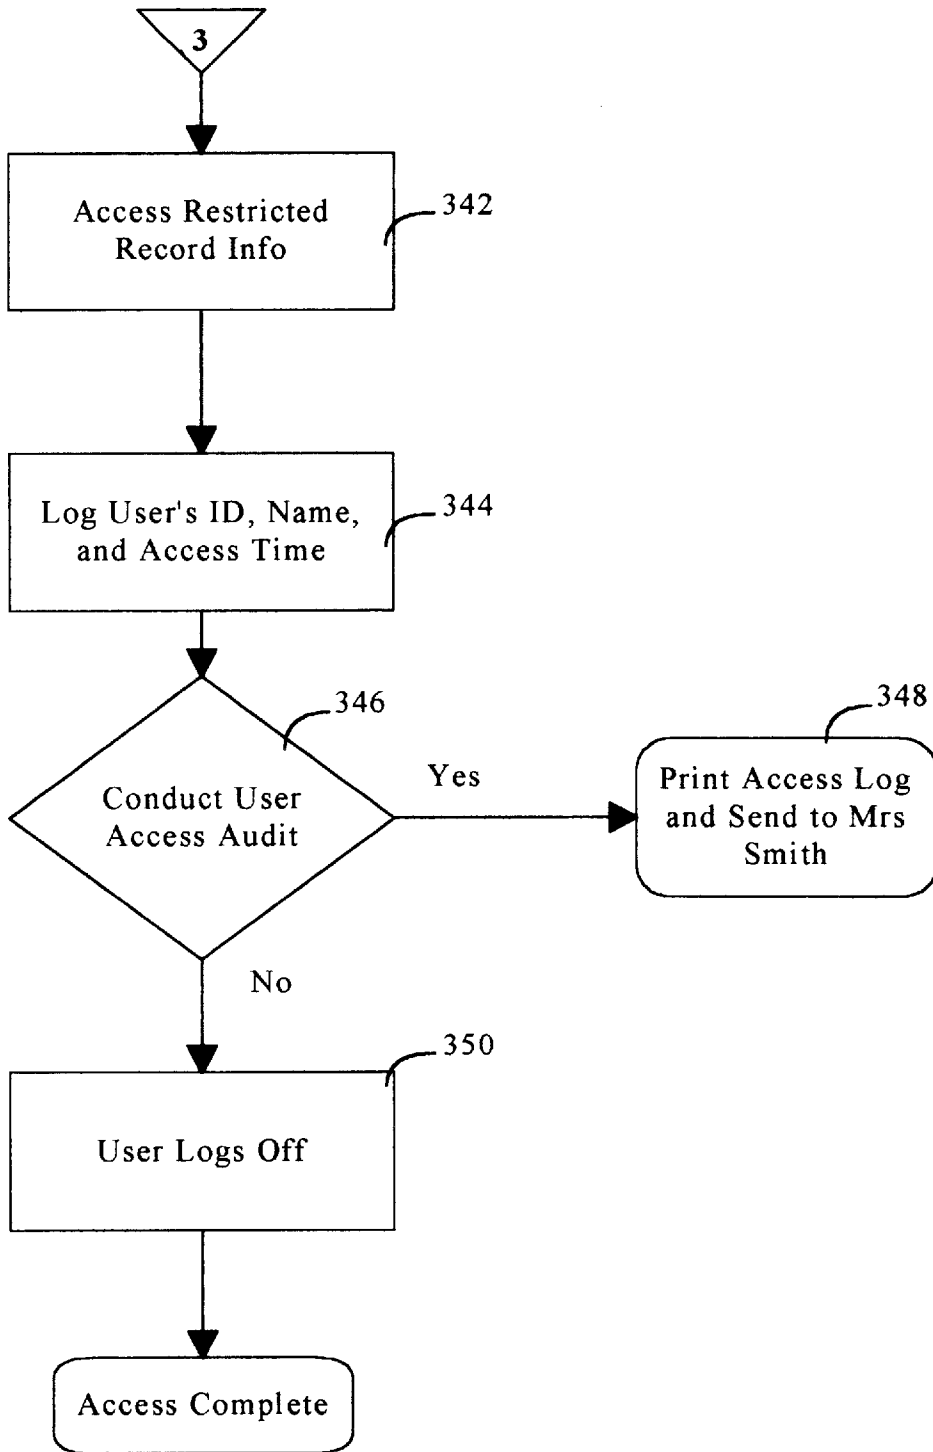 3
Access Restricted
Record Info
342
Log User's ID, Name,
and Access Time
344
346
Conduct User
Access Audit
Yes
348
Print Access Log
and Send to Mrs
Smith
No
350
User Logs Off
Access Complete